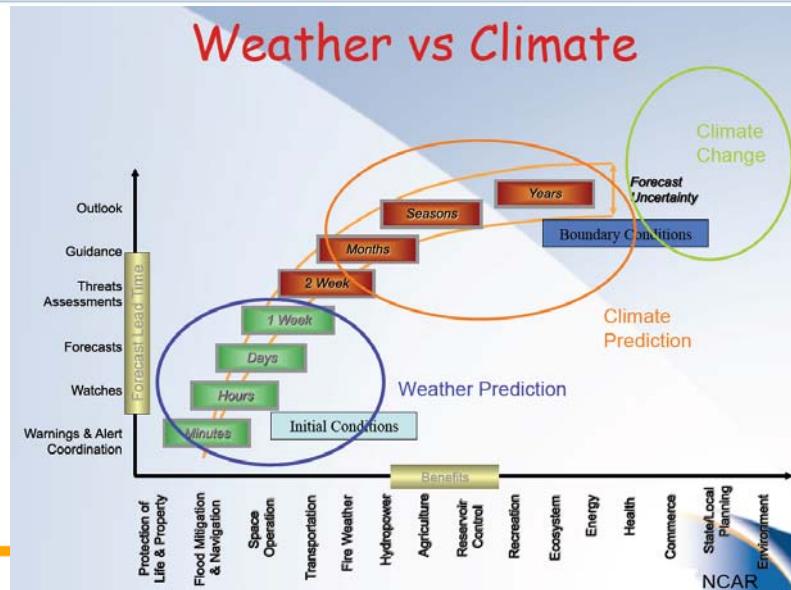 Weather vs Climate
Climate
Change
Forecast
Uncertainty
Years
Outlook
Seasons
Boundary Conditions
Guidance
Months
Threats
Assessments
2 Week
Climate
Prediction
Forecast Lead Time
1 Week
Forecasts
Days
Weather Prediction
Watches
Hours
Initial Conditions
Warnings & Alert
Coordination
Minutes
Benefits
Protection of
Life & Property
Flood Mitigation
& Navigation
Space
Operation
Transportation
Fire Weather
Hydropower
Agriculture
Reservoir
Control
Recreation
Ecosystem
Energy
Health
Commerce
State/Local
Planning
Environment
NCAR